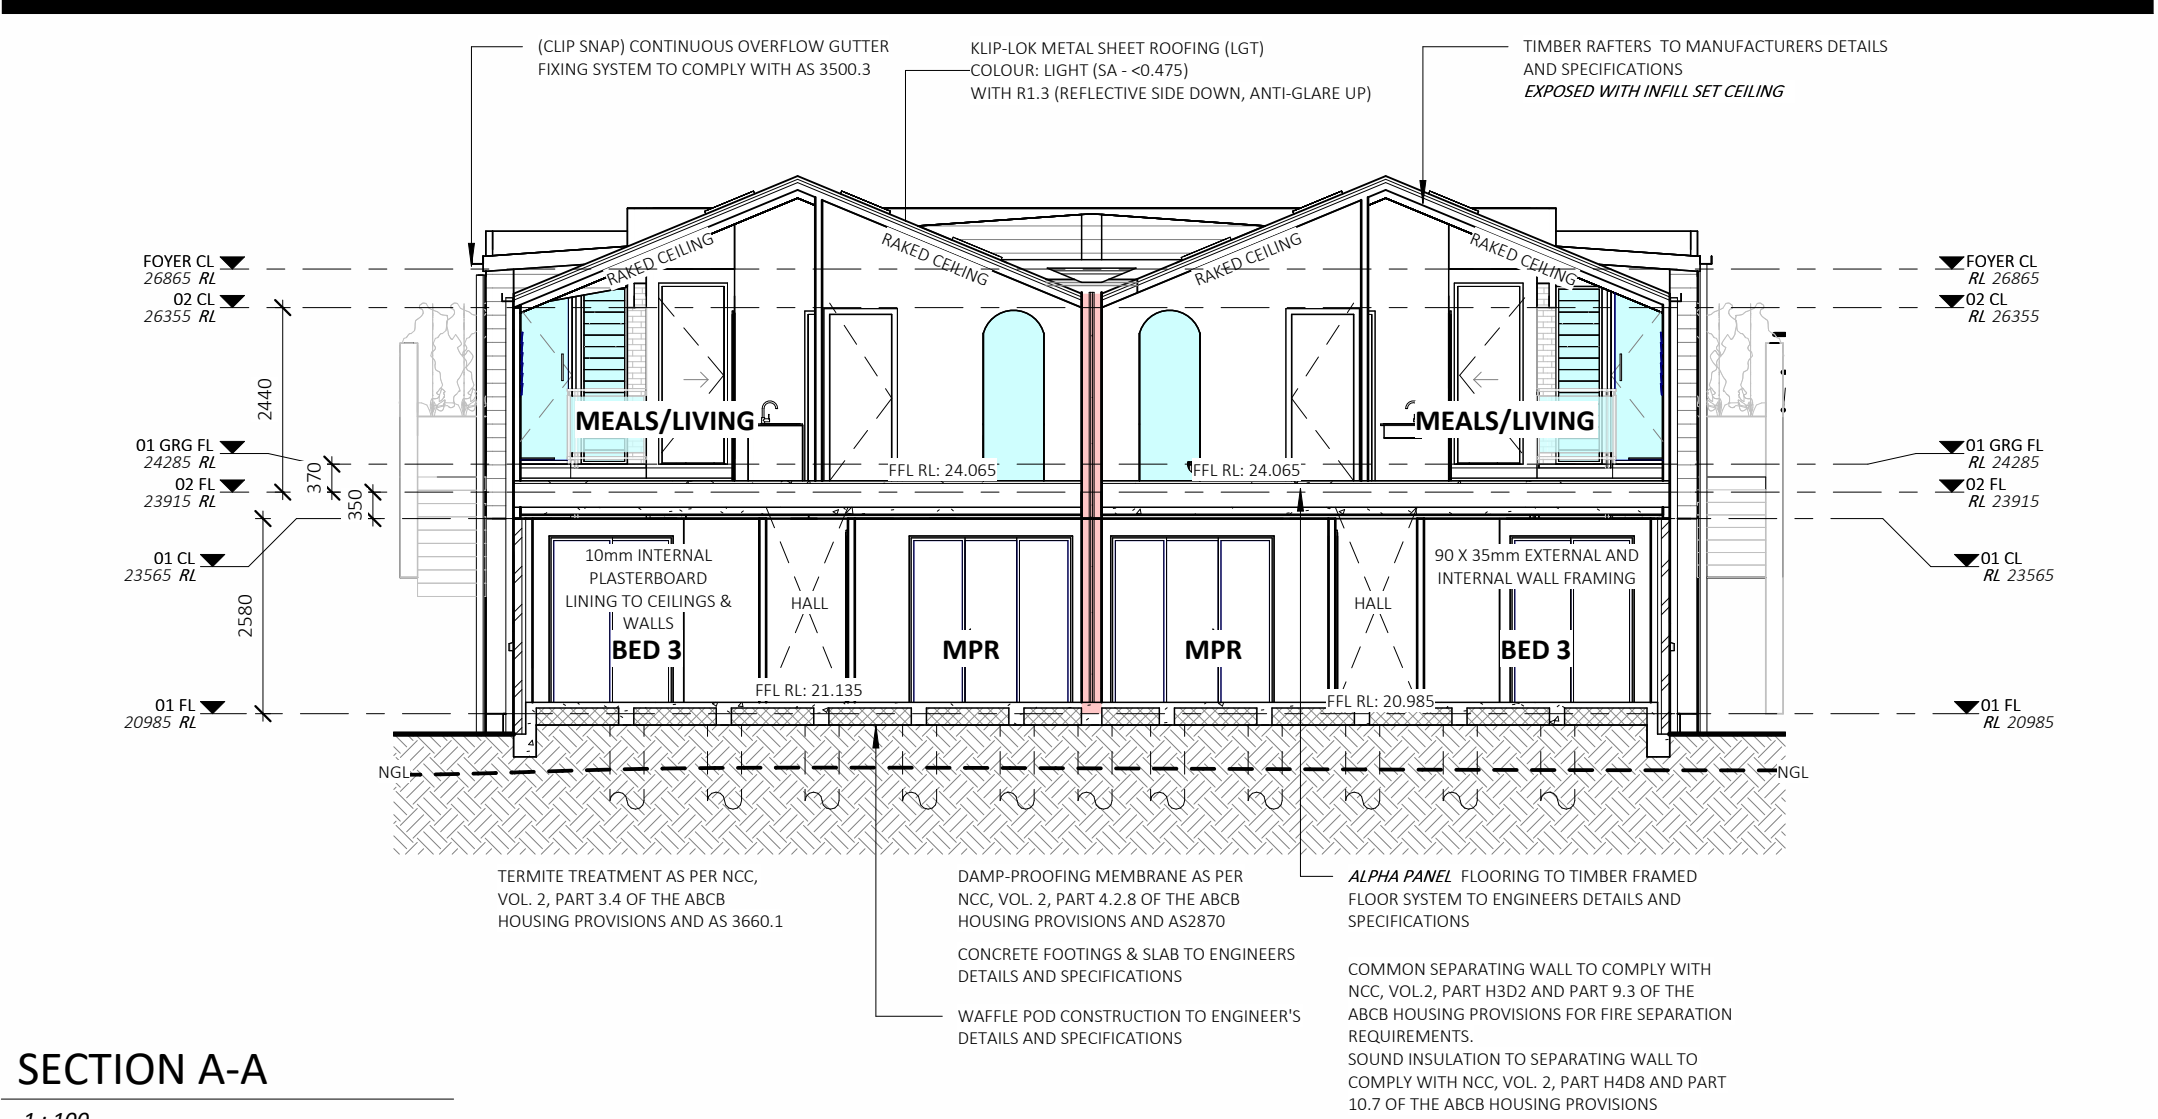 (CLIP SNAP) CONTINUOUS OVERFLOW GUTTER
FIXING SYSTEM TO COMPLY WITH AS 3500.3
KLIP-LOK METAL SHEET ROOFING (LGT)
COLOUR: LIGHT (SA - <0.475)
WITH R1.3 (REFLECTIVE SIDE DOWN, ANTI-GLARE UP)
TIMBER RAFTERS TO MANUFACTURERS DETAILS
AND SPECIFICATIONS
EXPOSED WITH INFILL SET CEILING
RAKED CEILING
RAKED CEILING
RAKED CEILING
RAKED CEILING
FOYER CL
26865 RL
02 CL
26355 RL
2440
01 GRG FL
24285 RL
370
02 FL
23915 RL
350
01 CL
23565 RL
2580
01 FL
20985 RL
FOYER CL
RL 26865
02 CL
RL 26355
01 GRG FL
RL 24285
02 FL
RL 23915
01 CL
RL 23565
01 FL
RL 20985
MEALS/LIVING
MEALS/LIVING
FFL RL: 24.065
FFL RL: 24.065
10mm INTERNAL
PLASTERBOARD
LINING TO CEILINGS &
WALLS
BED 3
HALL
MPR
MPR
HALL
90 X 35mm EXTERNAL AND
INTERNAL WALL FRAMING
BED 3
FFL RL: 21.135
FFL RL: 20.985
NGL
NGL
TERMITE TREATMENT AS PER NCC,
VOL. 2, PART 3.4 OF THE ABCB
HOUSING PROVISIONS AND AS 3660.1
DAMP-PROOFING MEMBRANE AS PER
NCC, VOL. 2, PART 4.2.8 OF THE ABCB
HOUSING PROVISIONS AND AS2870
CONCRETE FOOTINGS & SLAB TO ENGINEERS
DETAILS AND SPECIFICATIONS
WAFFLE POD CONSTRUCTION TO ENGINEER'S
DETAILS AND SPECIFICATIONS
ALPHA PANEL FLOORING TO TIMBER FRAMED
FLOOR SYSTEM TO ENGINEERS DETAILS AND
SPECIFICATIONS
COMMON SEPARATING WALL TO COMPLY WITH
NCC, VOL.2, PART H3D2 AND PART 9.3 OF THE
ABCB HOUSING PROVISIONS FOR FIRE SEPARATION
REQUIREMENTS.
SOUND INSULATION TO SEPARATING WALL TO
COMPLY WITH NCC, VOL. 2, PART H4D8 AND PART
10.7 OF THE ABCB HOUSING PROVISIONS
SECTION A-A
1 : 100